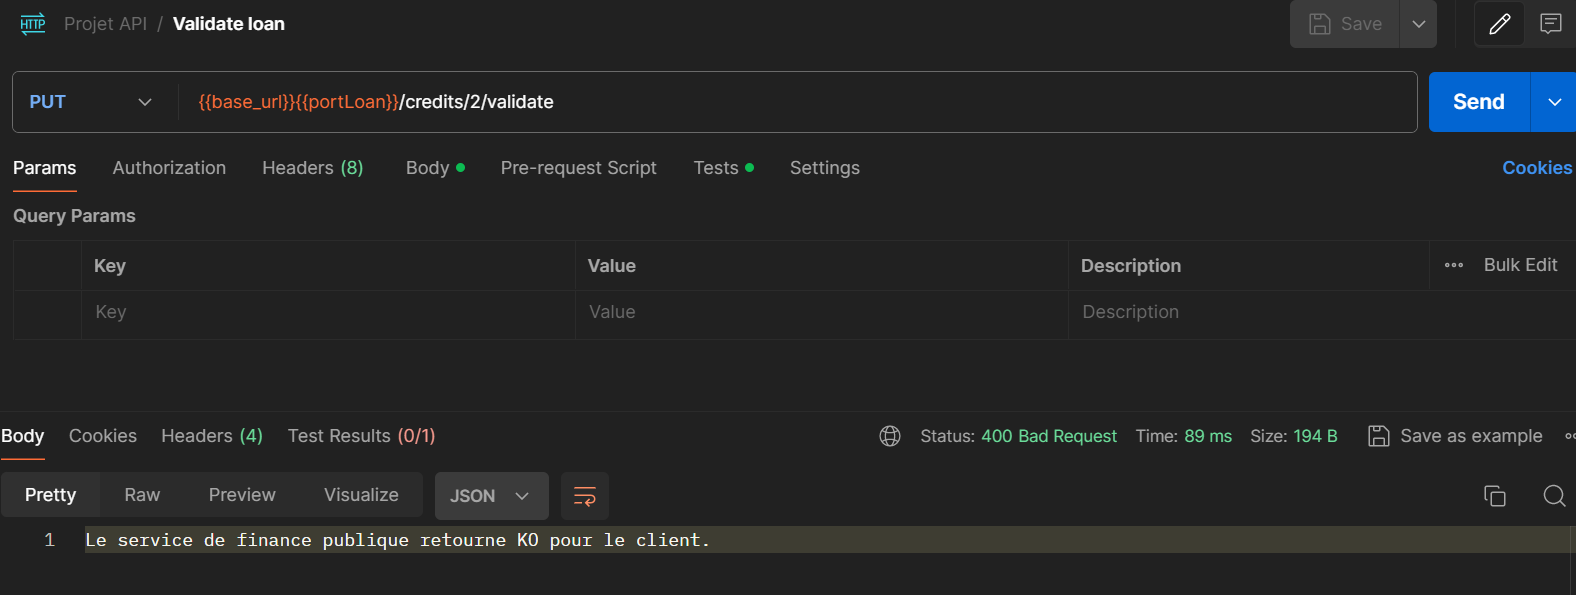 HTTP Projet API / Validate loan Save
PUT {{base_url}}{{portLoan}}/credits/2/validate Send
Params Authorization Headers (8) Body Pre-request Script Tests Settings Cookies
Query Params
Key Value Description Bulk Edit
Key Value Description
Body Cookies Headers (4) Test Results (0/1) Status: 400 Bad Request Time: 89 ms Size: 194 B Save as example
Pretty Raw Preview Visualize JSON
1 Le service de finance publique retourne KO pour le client.